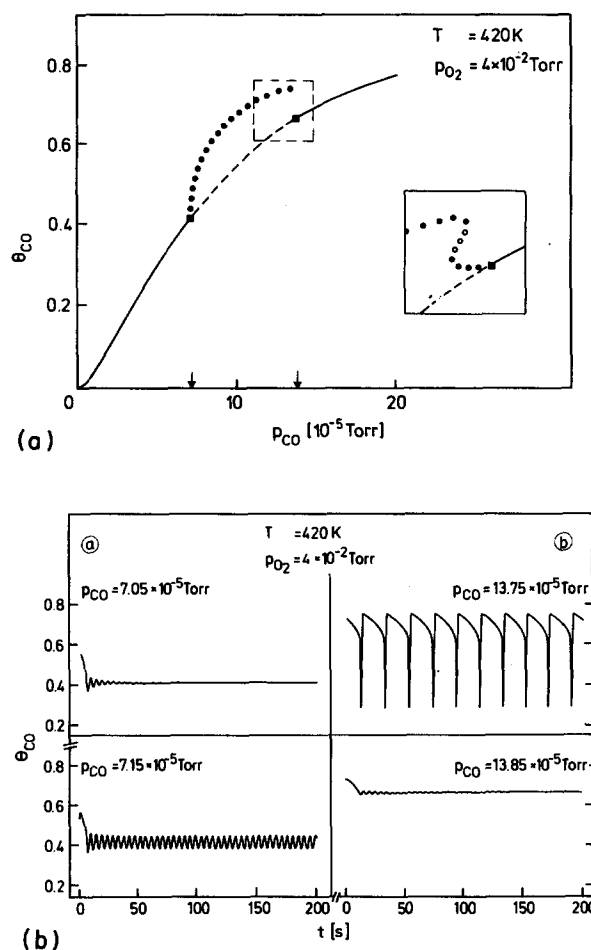 T = 420K
p_O2 = 4×10⁻² Torr
0.8
0.6
0.4
0.2
θ_CO
0 10 20
p_CO [10⁻⁵ Torr]
(a)
T = 420K
p_O2 = 4×10⁻² Torr
ⓐ
ⓑ
p_CO = 7.05×10⁻⁵ Torr
p_CO = 13.75×10⁻⁵ Torr
0.8
0.6
0.4
0.2
θ_CO
p_CO = 7.15×10⁻⁵ Torr
p_CO = 13.85×10⁻⁵ Torr
0.8
0.6
0.4
0.2
0 50 100 150 200 0 50 100 150 200
t [s]
(b)